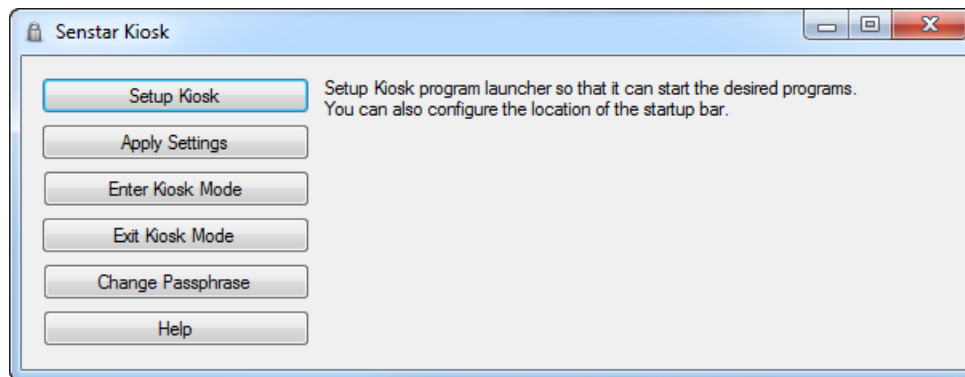 Senstar Kiosk
Setup Kiosk
Setup Kiosk program launcher so that it can start the desired programs.
You can also configure the location of the startup bar.
Apply Settings
Enter Kiosk Mode
Exit Kiosk Mode
Change Passphrase
Help